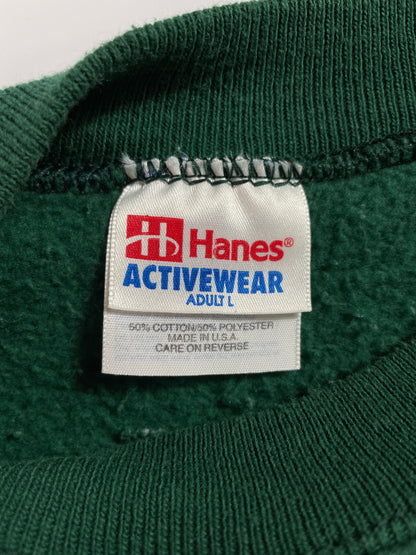 H Hanes®
ACTIVEWEAR
ADULT L
50% COTTON/50% POLYESTER
MADE IN U.S.A.
CARE ON REVERSE